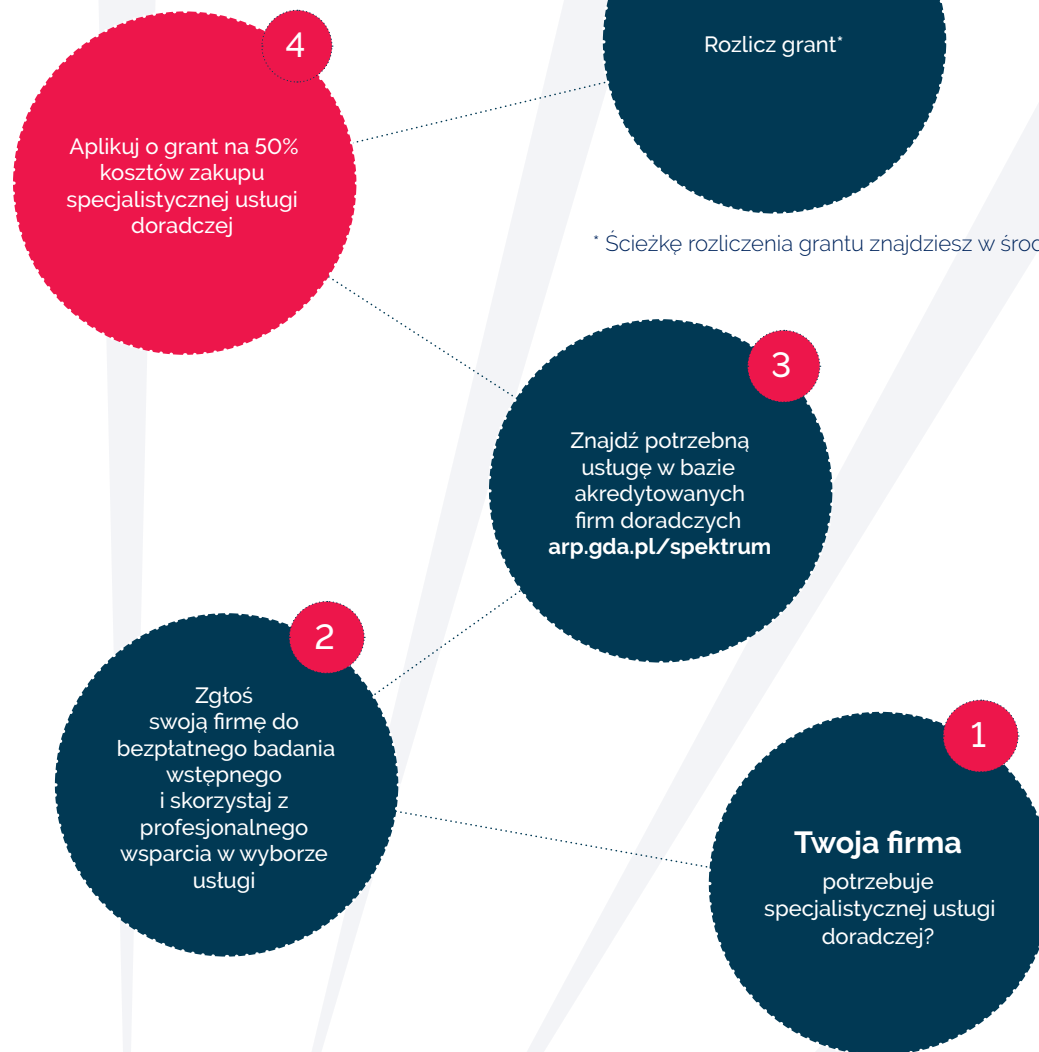 4
Aplikuj o grant na 50%
kosztów zakupu
specjalistycznej usługi
doradczej
Rozlicz grant*
* Ścieżkę rozliczenia grantu znajdziesz w
3
Znajdź potrzebną
usługę w bazie
akredytowanych
firm doradczych
arp.gda.pl/spektrum
2
Zgłoś
swoją firmę do
bezpłatnego badania
wstępnego
i skorzystaj z
profesjonalnego
wsparcia w wyborze
usługi
1
Twoja firma
potrzebuje
specjalistycznej usługi
doradczej?